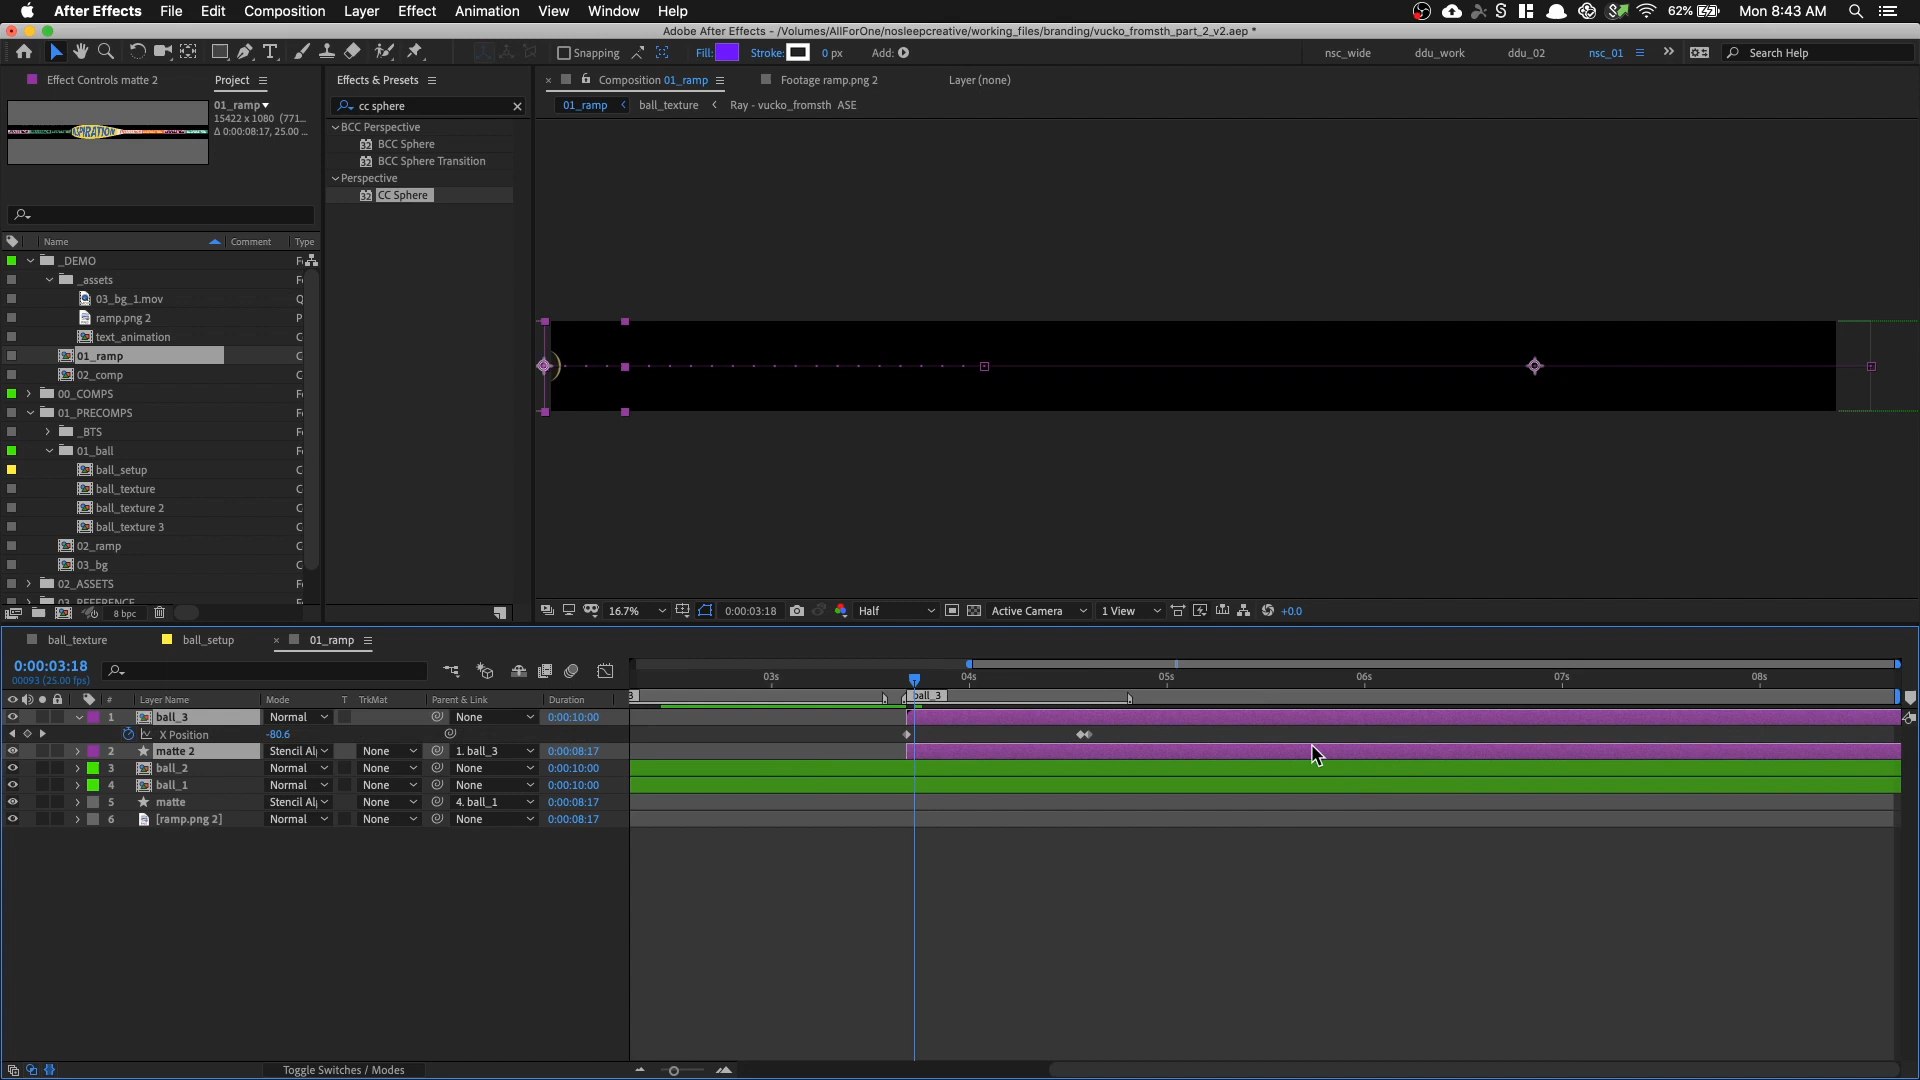 After Effects File Edit Composition Layer Effect Animation View Window Help
62% Mon 8:43 AM
Adobe After Effects - /Volumes/AllForOne/nosleepcreative/working_files/branding/vucko_fromsth_part_2_v2.aep *
Snapping Fill: Stroke: 0 px Add: nsc_wide ddu_work ddu_02 nsc_01 Search Help
Effect Controls matte 2 Project Effects & Presets Composition 01_ramp Footage ramp.png 2 Layer (none)
01_ramp
15422 x 1080 (771...
Δ 0:00:08:17, 25.00 ...
cc sphere
01_ramp ball_texture Ray - vucko_fromsth ASE
BCC Perspective
BCC Sphere
BCC Sphere Transition
Perspective
CC Sphere
Name Comment Type
_DEMO F
_assets F
03_bg_1.mov Q
ramp.png 2 P
text_animation C
01_ramp C
02_comp C
00_COMPS F
01_PRECOMPS F
_BTS F
01_ball F
ball_setup C
ball_texture C
ball_texture 2 C
ball_texture 3 C
02_ramp C
03_bg C
02_ASSETS F
03_REFERENCE F
8 bpc
16.7% 0:00:03:18 Half Active Camera 1 View +0.0
ball_texture ball_setup 01_ramp
0:00:03:18
00093 (25.00 fps)
03s 04s 05s 06s 07s 08s
# Layer Name Mode T TrkMat Parent & Link Duration
3 ball_3
1 ball_3 Normal None 0:00:10:00
X Position -80.6
2 matte 2 Stencil Al None 1. ball_3 0:00:08:17
3 ball_2 Normal None None 0:00:10:00
4 ball_1 Normal None None 0:00:10:00
5 matte Stencil Al None 4. ball_1 0:00:08:17
6 [ramp.png 2] Normal None None 0:00:08:17
Toggle Switches / Modes